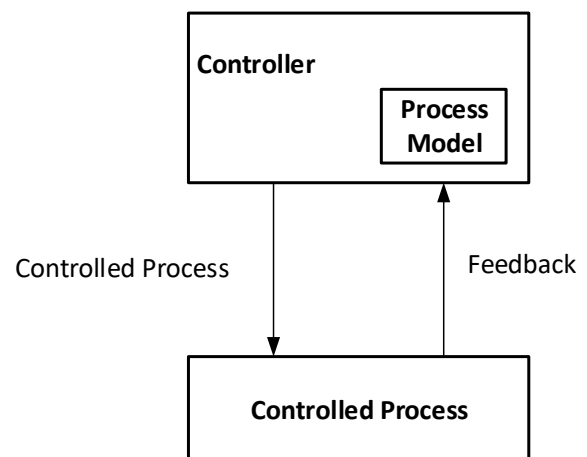 Controller
Process
Model
Controlled Process
Feedback
Controlled Process